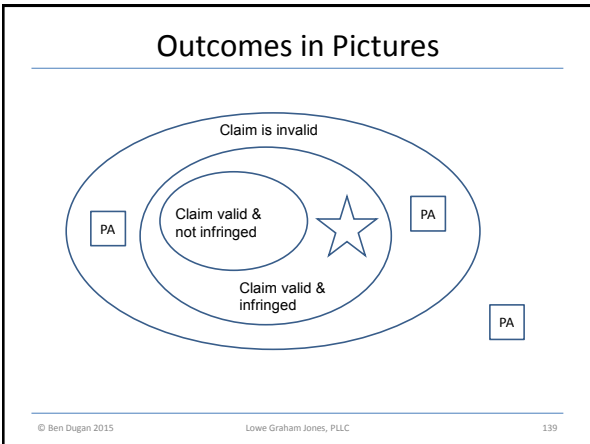 Outcomes in Pictures
Claim is invalid
PA
Claim valid &
not infringed
PA
Claim valid &
infringed
PA
© Ben Dugan 2015
Lowe Graham Jones, PLLC
139